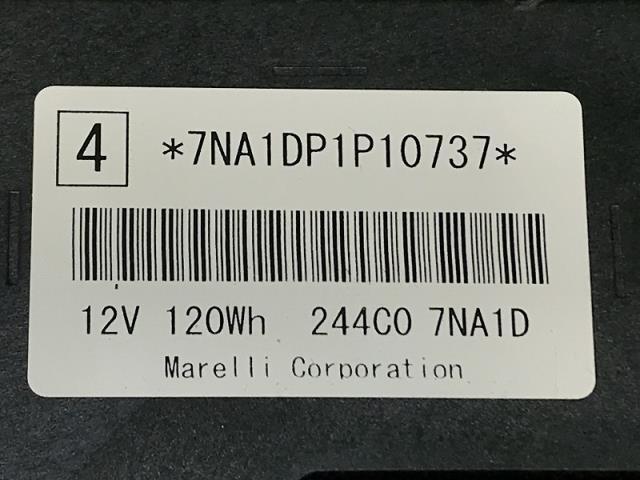 4 *7NA1DP1P10737*
12V 120Wh 244C0 7NA1D
Marelli Corporation